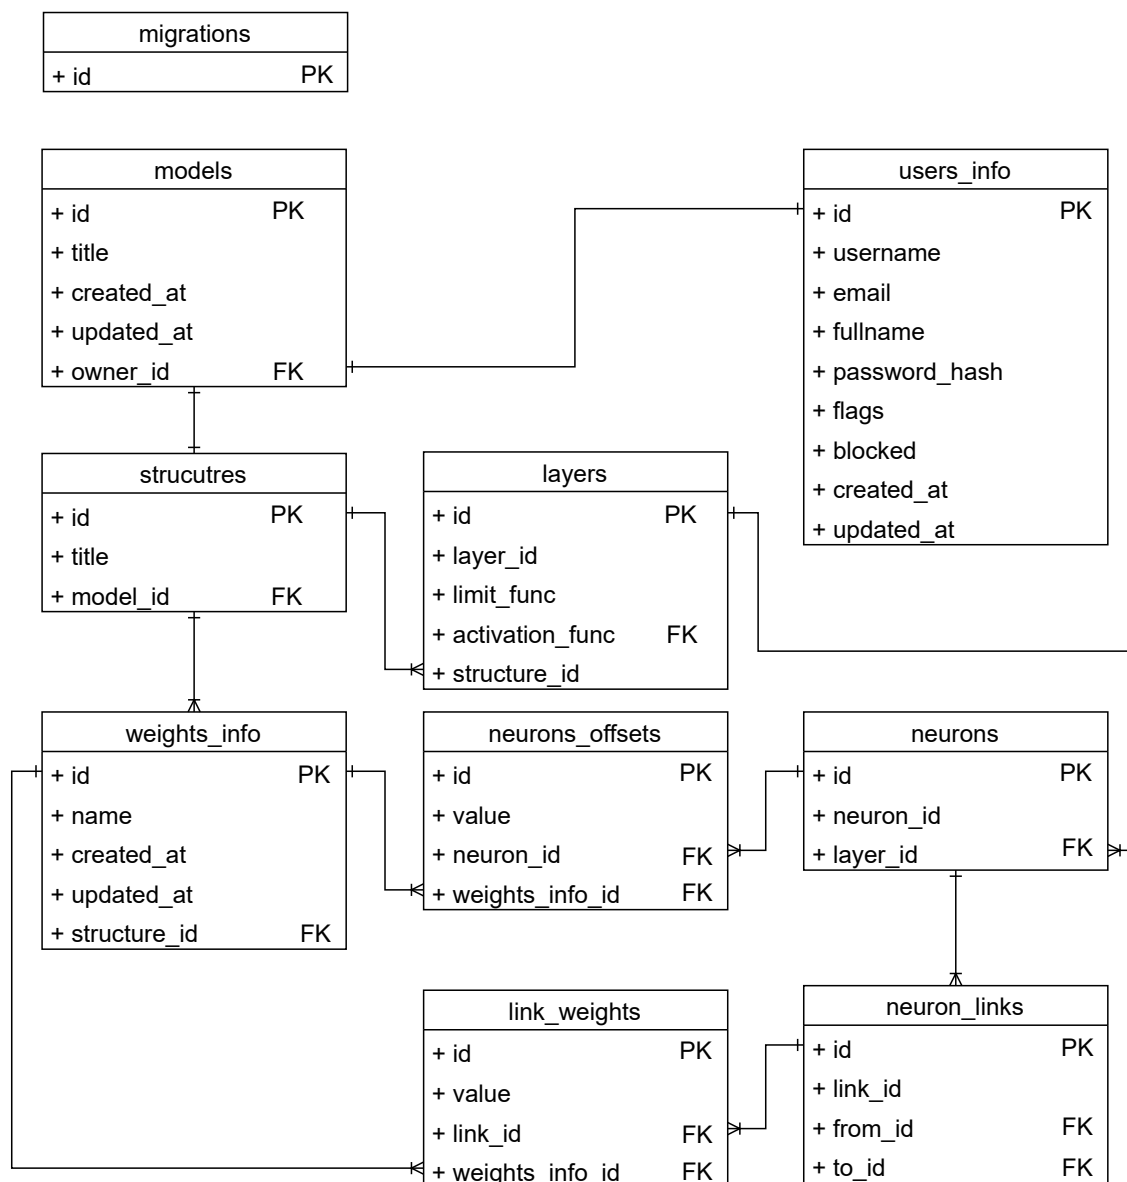 migrations
+ id PK
models
+ id PK
+ title
+ created_at
+ updated_at
+ owner_id FK
users_info
+ id PK
+ username
+ email
+ fullname
+ password_hash
+ flags
+ blocked
+ created_at
+ updated_at
strucutres
+ id PK
+ title
+ model_id FK
layers
+ id PK
+ layer_id
+ limit_func
+ activation_func FK
+ structure_id
weights_info
+ id PK
+ name
+ created_at
+ updated_at
+ structure_id FK
neurons_offsets
+ id PK
+ value
+ neuron_id FK
+ weights_info_id FK
neurons
+ id PK
+ neuron_id
+ layer_id FK
link_weights
+ id PK
+ value
+ link_id FK
+ weights_info_id FK
neuron_links
+ id PK
+ link_id
+ from_id FK
+ to_id FK